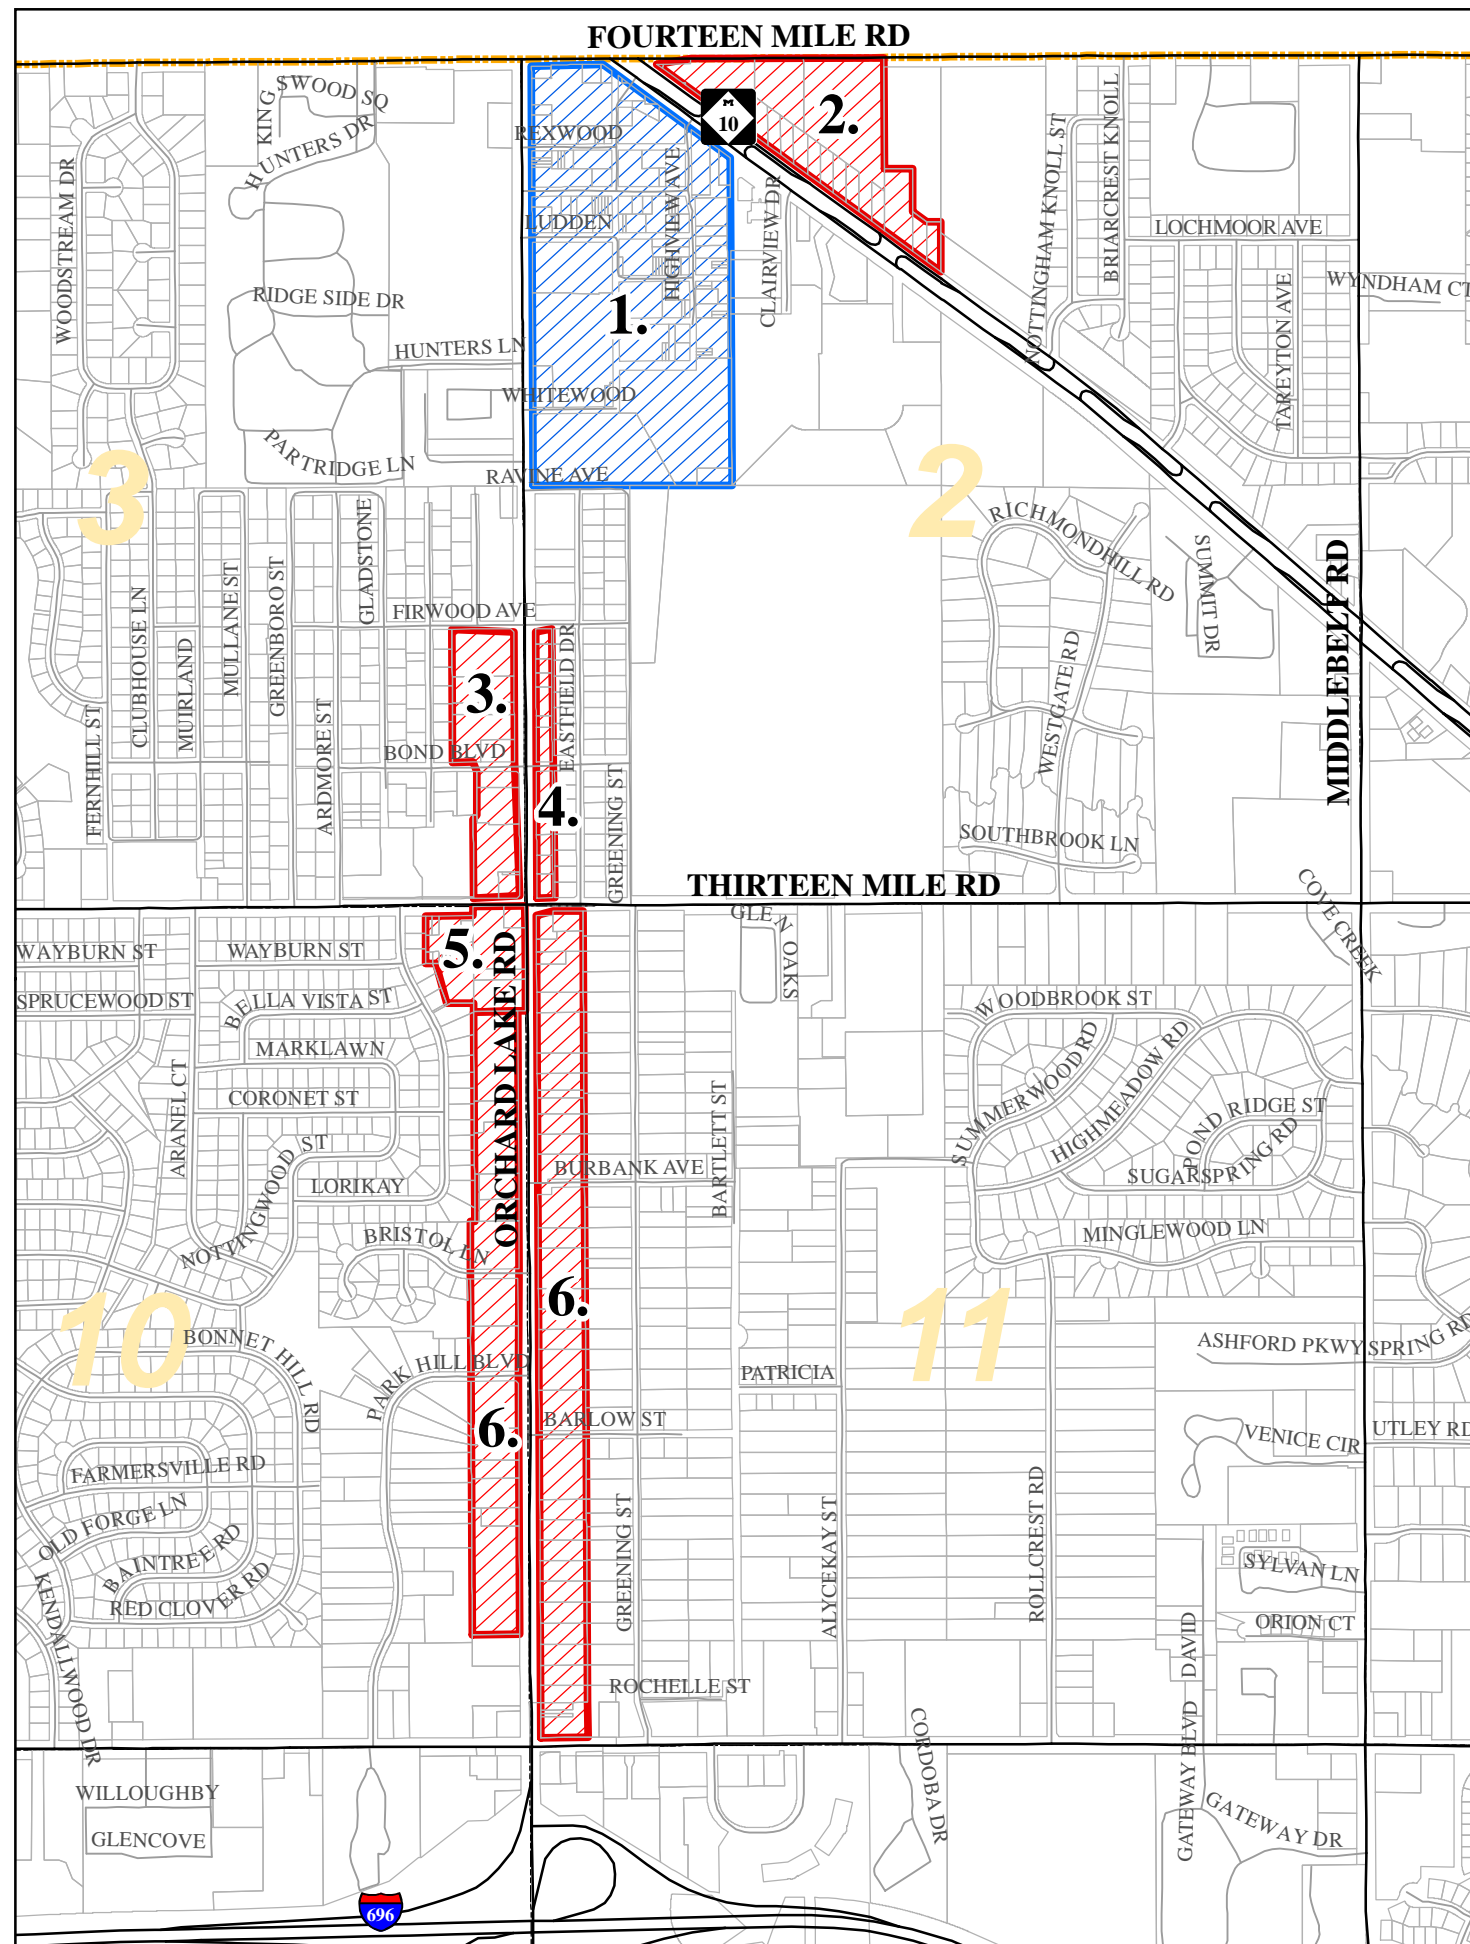 FOURTEEN MILE RD
KINGSWOOD SQ
HUNTERS DR
WOODSTREAM DR
REXWOOD
M
10
2.
HIGHVIEW AVE
LUDDEN
CLAIRVIEW DR
NOTTINGHAM KNOLL ST
BRIARCREST KNOLL
LOCHMOOR AVE
WYNDHAM CT
TAREYTON AVE
RIDGE SIDE DR
1.
HUNTERS LN
WHITEWOOD
PARTRIDGE LN
RAVINE AVE
3
2
RICHMONDHILL RD
SUMMIT DR
MIDDLEBELT RD
GLADSTONE
FIRWOOD AVE
CLUBHOUSE LN
MUIRLAND
MULLANE ST
GREENBORO ST
FERNHILL ST
ARDMORE ST
3.
EASTFIELD DR
BOND BLVD
4.
GREENING ST
WESTGATE RD
SOUTHBROOK LN
THIRTEEN MILE RD
COVE CREEK
GLEN OAKS
WAYBURN ST
WAYBURN ST
5.
ORCHARD LAKE RD
SPRUCEWOOD ST
BELLA VISTA ST
WOODBROOK ST
MARKLAWN
CORONET ST
ARANEL CT
SUMMERWOOD RD
HIGHMEADOW RD
POND RIDGE ST
SUGARSPRING RD
BARTLETT ST
BURBANK AVE
NOTTINGWOOD ST
LORIKAY
BRISTOL LN
MINGLEWOOD LN
6.
10
11
BONNET HILL RD
PARK HILL BLVD
PATRICIA
ASHFORD PKWY
SPRING RD
6.
BARLOW ST
VENICE CIR
UTLEY RD
FARMERSVILLE RD
OLD FORGE LN
BAINTREE RD
RED CLOVER RD
KENDALLWOOD DR
GREENING ST
ALYCEKAY ST
ROLLCREST RD
SYLVAN LN
ORION CT
DAVID
ROCHELLE ST
CORDOBA DR
GATEWAY BLVD
GATEWAY DR
WILLOUGHBY
GLENCOVE
696